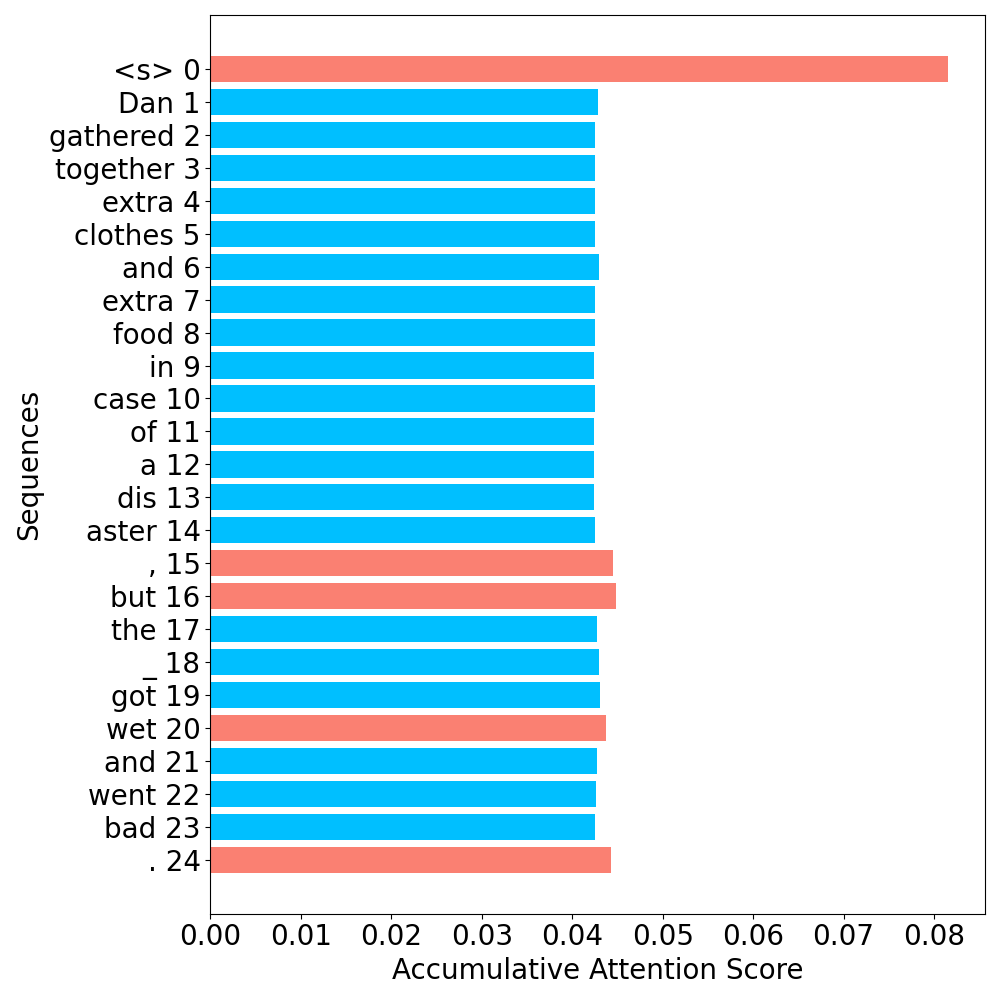 <s> 0
Dan 1
gathered 2
together 3
extra 4
clothes 5
and 6
extra 7
food 8
in 9
case 10
of 11
a 12
dis 13
aster 14
, 15
but 16
the 17
_ 18
got 19
wet 20
and 21
went 22
bad 23
. 24
Sequences
0.00 0.01 0.02 0.03 0.04 0.05 0.06 0.07 0.08
Accumulative Attention Score